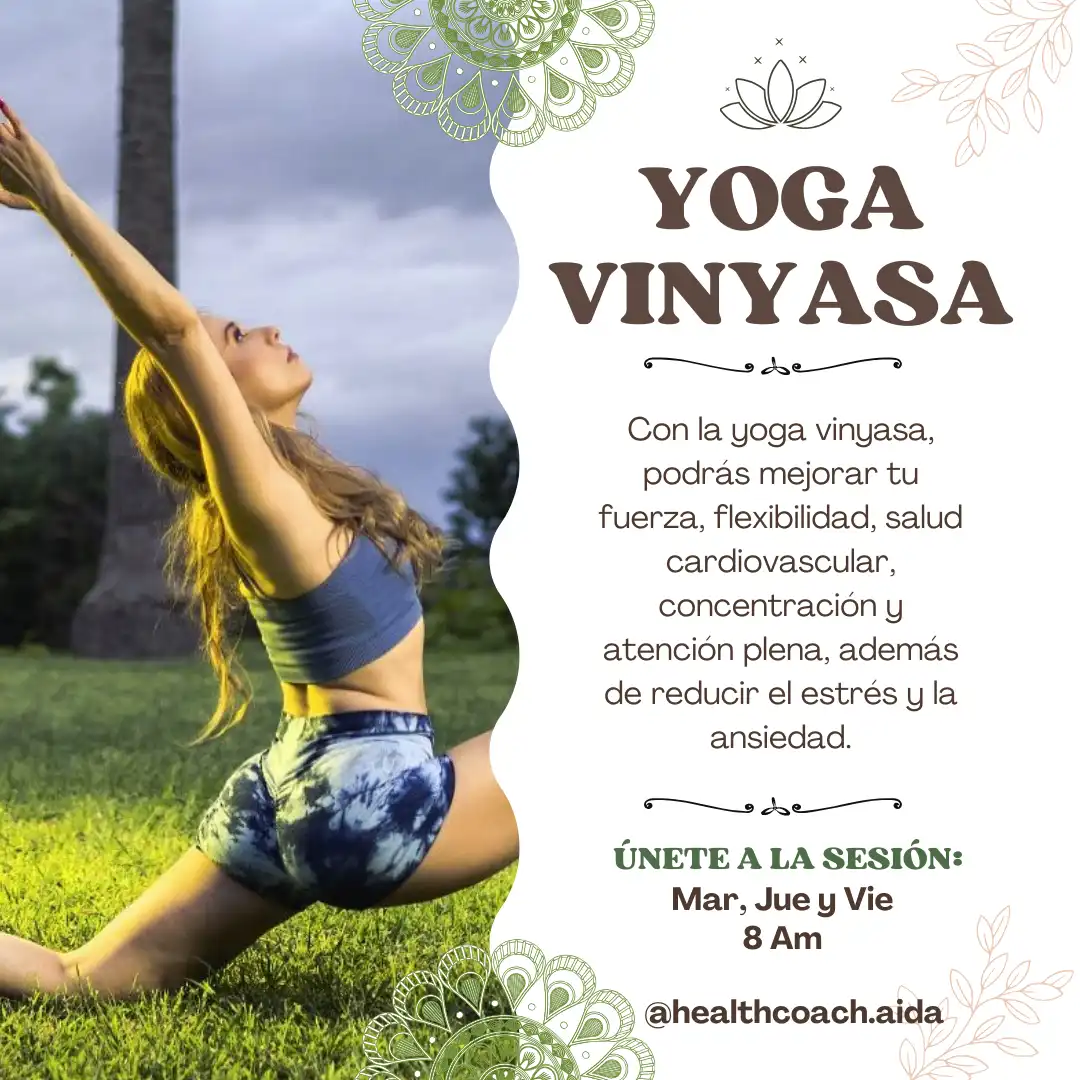 YOGA
VINYASA
Con la yoga vinyasa,
podrás mejorar tu
fuerza, flexibilidad, salud
cardiovascular,
concentración y
atención plena, además
de reducir el estrés y la
ansiedad.
ÚNETE A LA SESIÓN:
Mar, Jue y Vie
8 Am
@healthcoach.aida